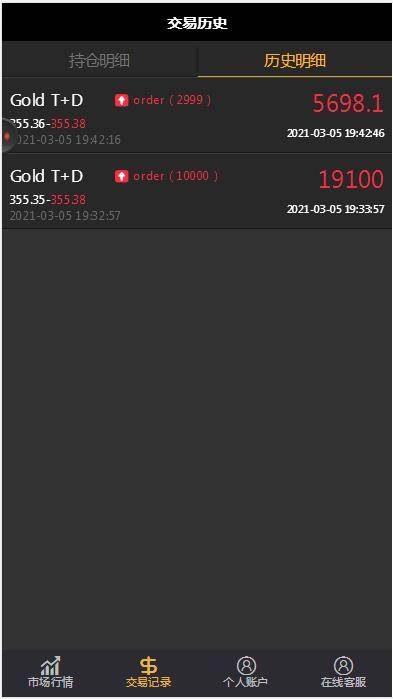 交易历史
持仓明细 历史明细
Gold T+D order ( 2999 ) 5698.1
355.36-355.38 2021-03-05 19:42:46
2021-03-05 19:42:16
Gold T+D order ( 10000 ) 19100
355.35-355.38 2021-03-05 19:33:57
2021-03-05 19:32:57
市场行情 交易记录 个人账户 在线客服